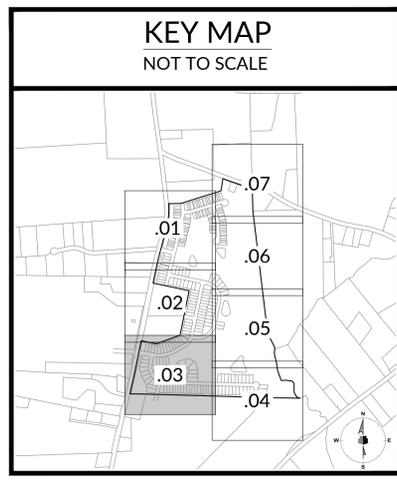 KEY MAP
NOT TO SCALE
.07
.01
.06
.02
.05
.03
.04
N
W E
S